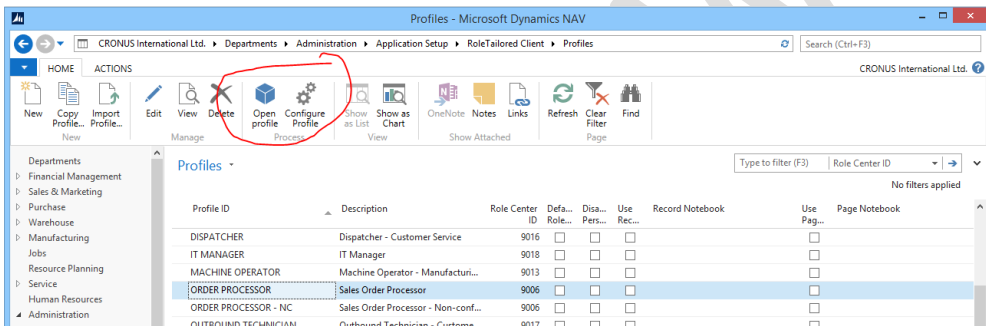 Profiles - Microsoft Dynamics NAV
CRONUS International Ltd. Departments Administration Application Setup RoleTailored Client Profiles
Search (Ctrl+F3)
HOME ACTIONS
CRONUS International Ltd.
New Copy Profile... Import Profile... Edit View Delete Open profile Configure Profile Show as List Show as Chart OneNote Notes Links Refresh Clear Filter Find
New Manage Process View Show Attached Page
Departments
Financial Management
Sales & Marketing
Purchase
Warehouse
Manufacturing
Jobs
Resource Planning
Service
Human Resources
Administration
Profiles
Type to filter (F3) Role Center ID
No filters applied
Profile ID Description Role Center ID Defa... Role... Disa... Pers... Use Rec... Record Notebook Use Pag... Page Notebook
DISPATCHER Dispatcher - Customer Service 9016
IT MANAGER IT Manager 9018
MACHINE OPERATOR Machine Operator - Manufacturi... 9013
ORDER PROCESSOR Sales Order Processor 9006
ORDER PROCESSOR - NC Sales Order Processor - Non-conf... 9006
OUTBOUND TECHNICIAN Outbound Technician - Custome... 9017